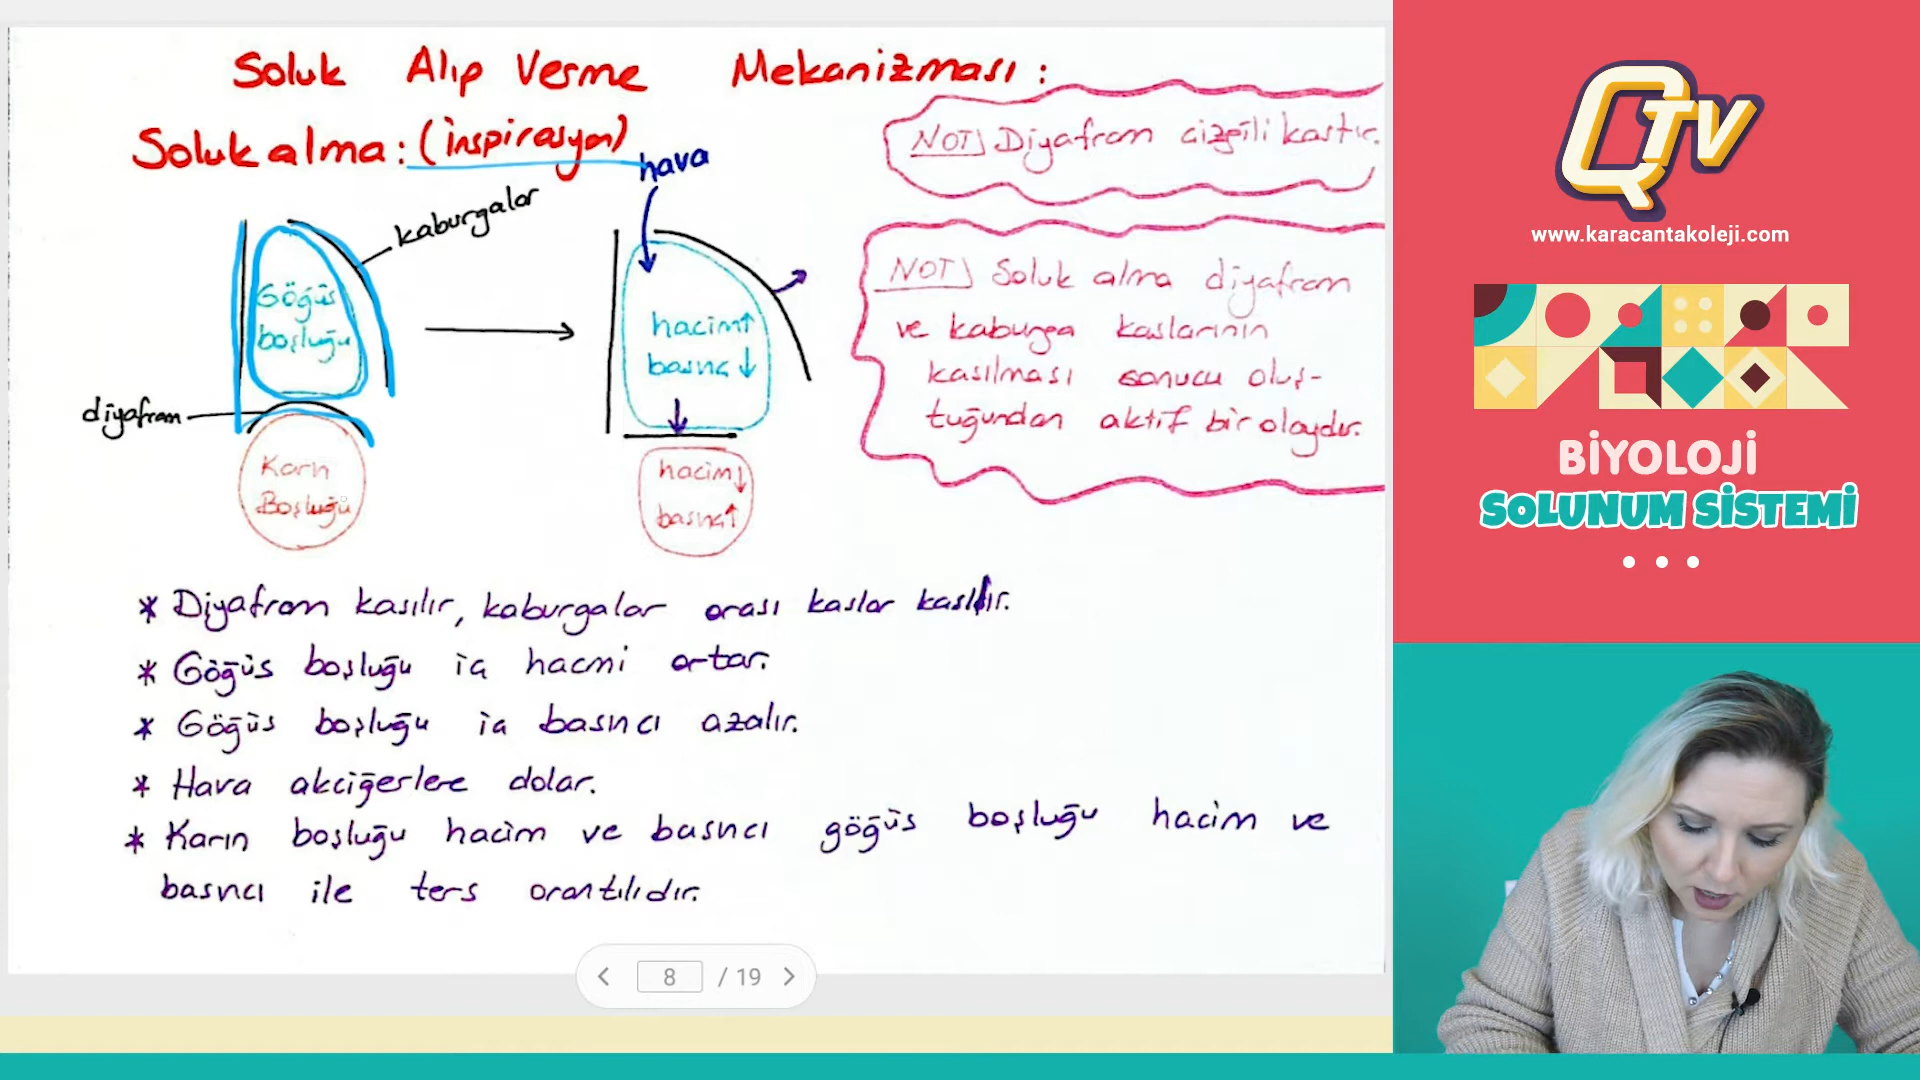 Soluk Alıp Verme Mekanizması:
Soluk alma: (inspirasyon)
hava
kaburgalar
Göğüs
boşluğu
diyafram
Karın
Boşluğu
hacim↑
basınç↓
hacim↓
basınç↑
NOT) Diyafram çizgili kastır.
NOT) Soluk alma diyafram
ve kaburga kaslarının
kasılması sonucu oluş-
tuğundan aktif bir olaydır.
* Diyafram kasılır, kaburgalar arası kaslar kasılır.
* Göğüs boşluğu iç hacmi artar.
* Göğüs boşluğu iç basıncı azalır.
* Hava akciğerlere dolar.
* Karın boşluğu hacim ve basıncı göğüs boşluğu hacim ve
basıncı ile ters orantılıdır.
8 / 19
QTV
www.karacantakoleji.com
BİYOLOJİ
SOLUNUM SİSTEMİ